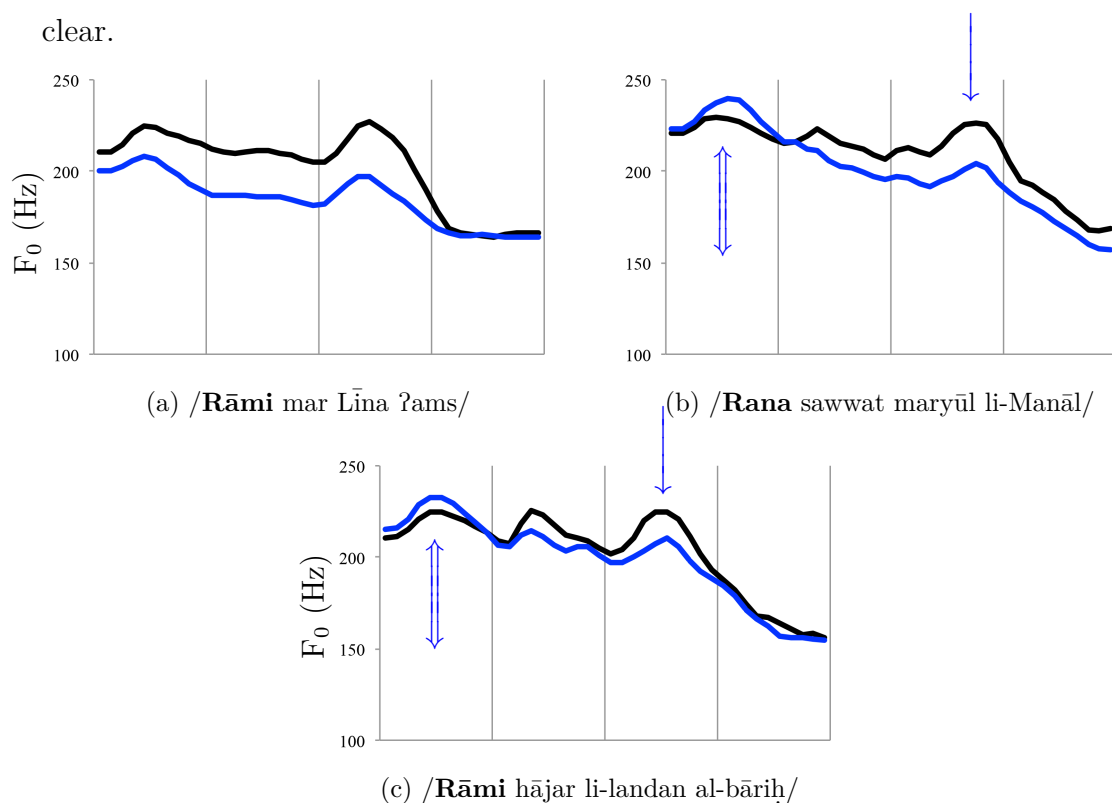 clear.
250
200
150
100
F₀ (Hz)
(a) /Rāmi mar Līna ʔams/
250
200
150
100
(b) /Rana sawwat maryūl li-Manāl/
250
200
150
100
F₀ (Hz)
(c) /Rāmi hājar li-landan al-bāriḥ/